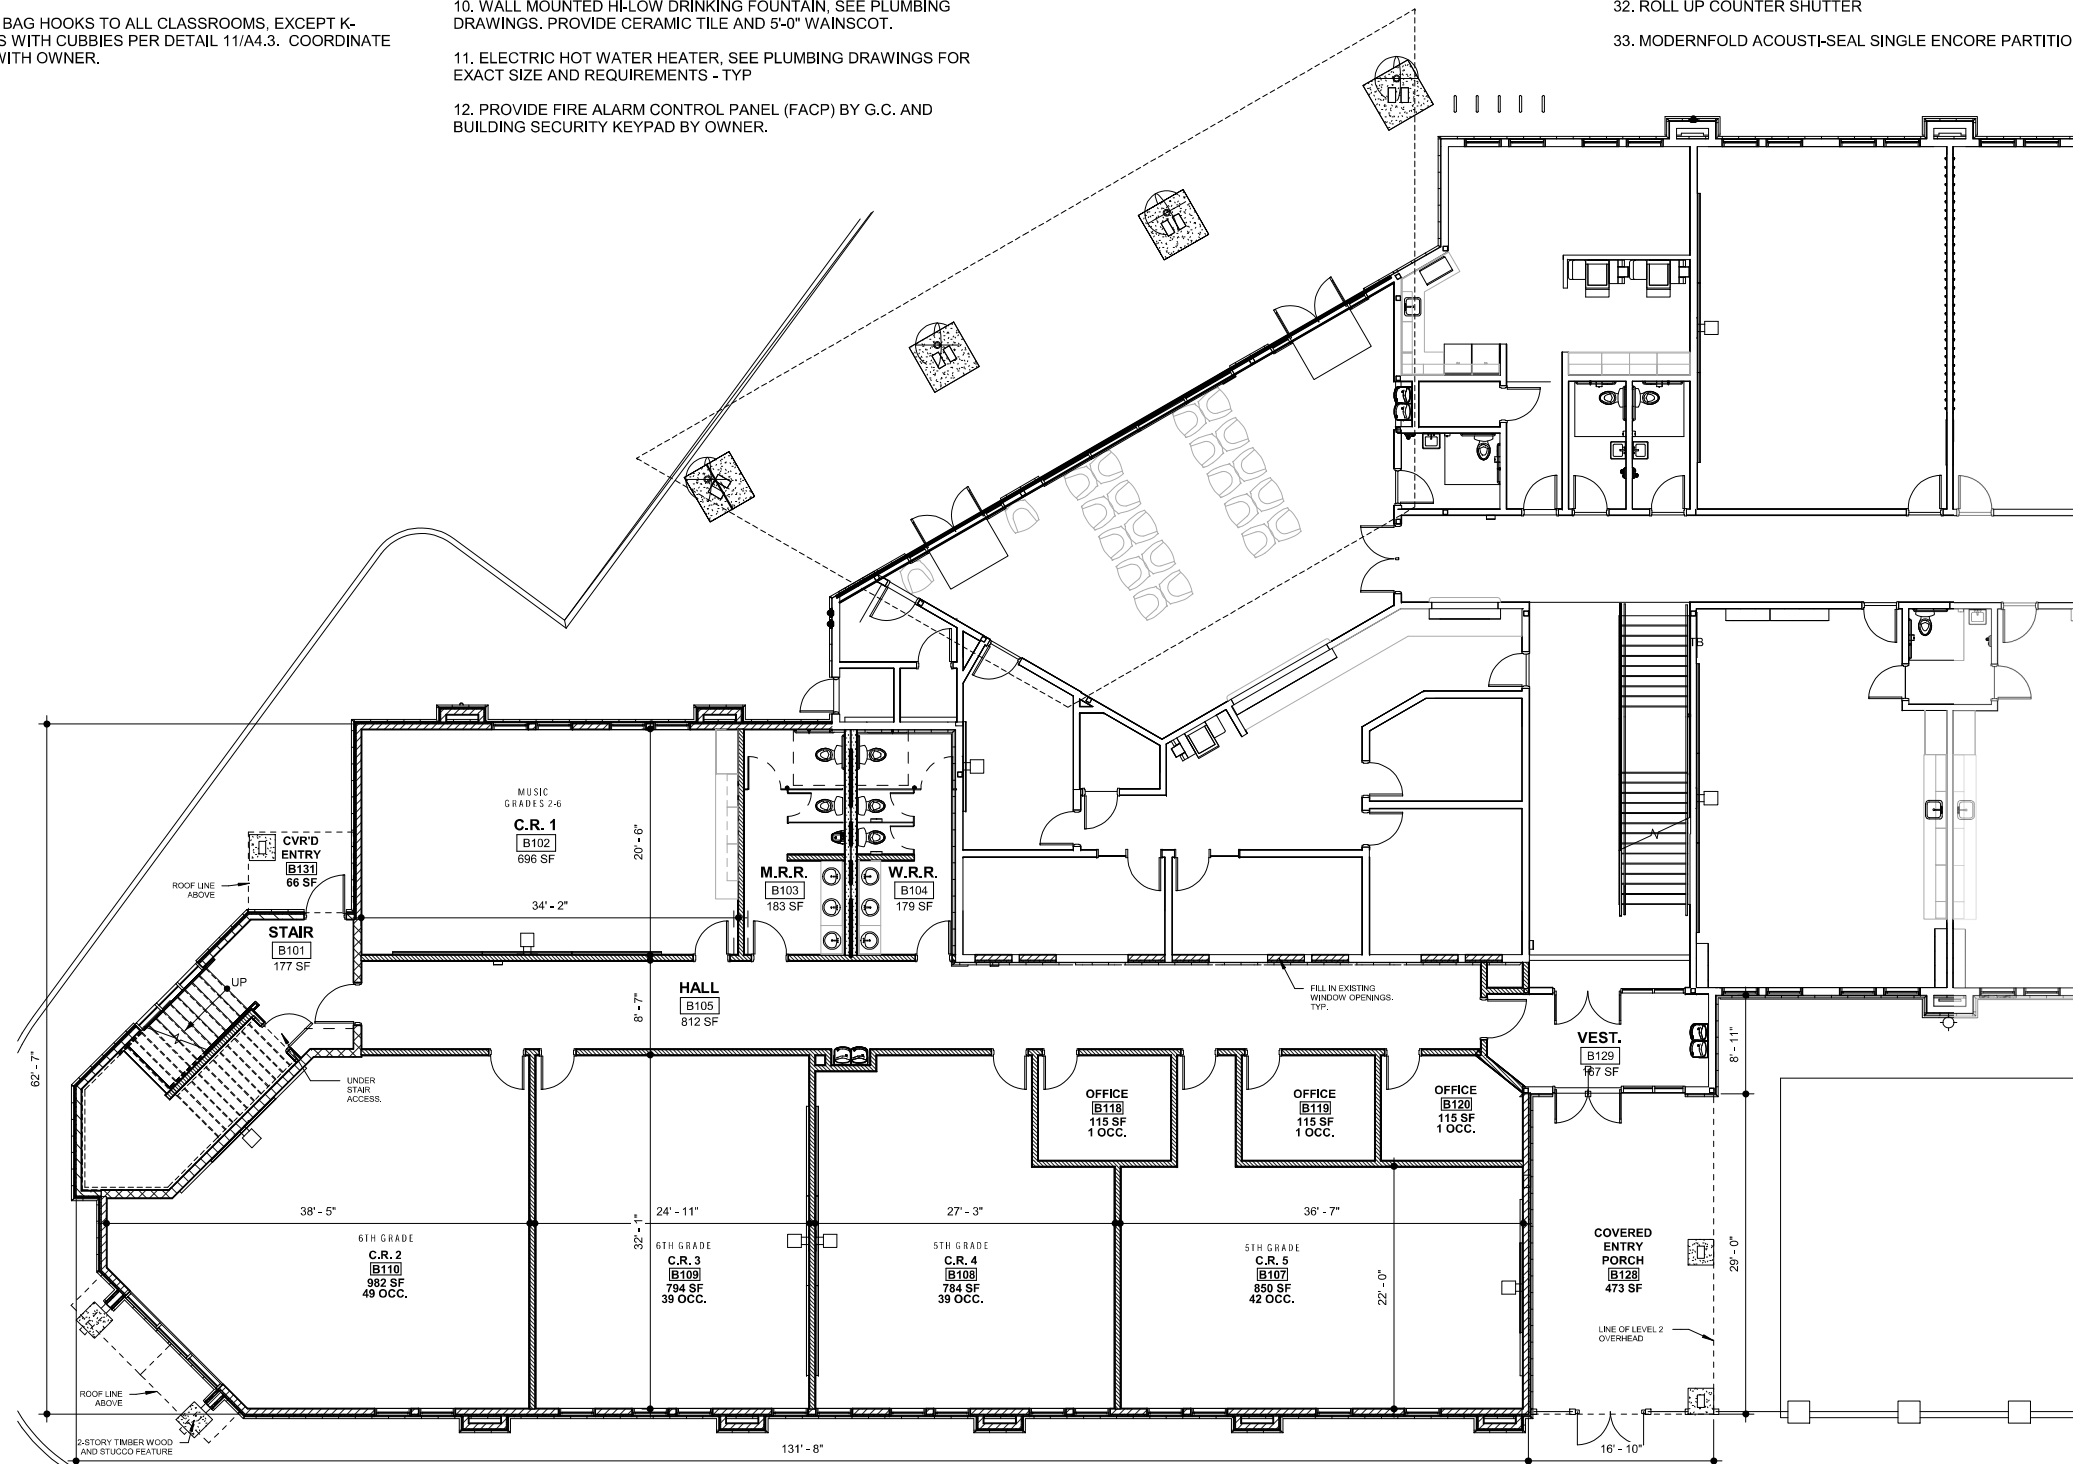 BAG HOOKS TO ALL CLASSROOMS, EXCEPT K-
S WITH CUBBIES PER DETAIL 11/A4.3. COORDINATE
WITH OWNER.
10. WALL MOUNTED HI-LOW DRINKING FOUNTAIN, SEE PLUMBING
DRAWINGS. PROVIDE CERAMIC TILE AND 5'-0" WAINSCOT.
11. ELECTRIC HOT WATER HEATER, SEE PLUMBING DRAWINGS FOR
EXACT SIZE AND REQUIREMENTS - TYP
12. PROVIDE FIRE ALARM CONTROL PANEL (FACP) BY G.C. AND
BUILDING SECURITY KEYPAD BY OWNER.
32. ROLL UP COUNTER SHUTTER
33. MODERNFOLD ACOUSTI-SEAL SINGLE ENCORE PARTITIO
TB
MUSIC
GRADES 2-6
C.R. 1
B102
696 SF
20' - 6"
34' - 2"
M.R.R.
B103
183 SF
W.R.R.
B104
179 SF
CVR'D
ENTRY
B131
66 SF
ROOF LINE
ABOVE
STAIR
B101
177 SF
UP
HALL
B105
812 SF
8' - 7"
FILL IN EXISTING
WINDOW OPENINGS.
TYP.
VEST.
B129
167 SF
8' - 11"
62' - 7"
UNDER
STAIR
ACCESS.
OFFICE
B118
115 SF
1 OCC.
OFFICE
B119
115 SF
1 OCC.
OFFICE
B120
115 SF
1 OCC.
38' - 5"
24' - 11"
32' - 1"
27' - 3"
36' - 7"
22' - 0"
29' - 0"
6TH GRADE
C.R. 2
B110
982 SF
49 OCC.
6TH GRADE
C.R. 3
B109
794 SF
39 OCC.
5TH GRADE
C.R. 4
B108
784 SF
39 OCC.
5TH GRADE
C.R. 5
B107
850 SF
42 OCC.
COVERED
ENTRY
PORCH
B128
473 SF
LINE OF LEVEL 2
OVERHEAD
ROOF LINE
ABOVE
2-STORY TIMBER WOOD
AND STUCCO FEATURE
131' - 8"
16' - 10"